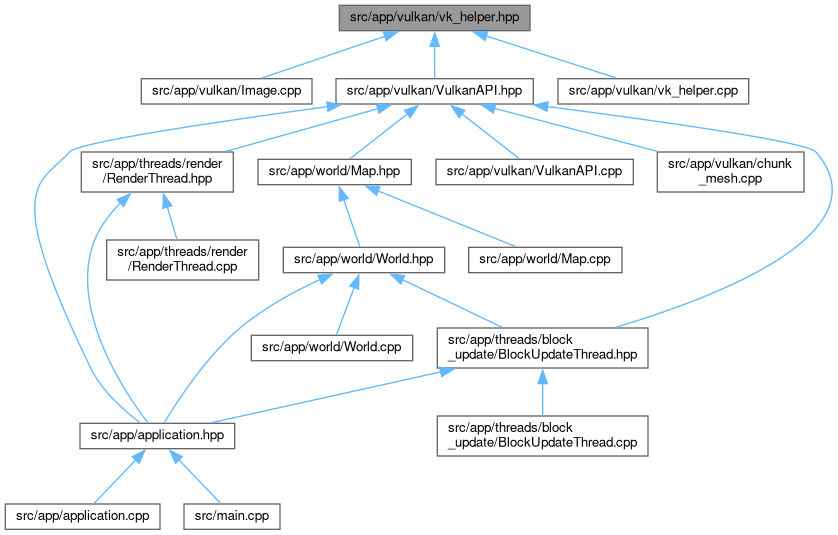 src/app/vulkan/vk_helper.hpp
src/app/vulkan/Image.cpp
src/app/vulkan/VulkanAPI.hpp
src/app/vulkan/vk_helper.cpp
src/app/threads/render
/RenderThread.hpp
src/app/world/Map.hpp
src/app/vulkan/VulkanAPI.cpp
src/app/vulkan/chunk
_mesh.cpp
src/app/threads/render
/RenderThread.cpp
src/app/world/World.hpp
src/app/world/Map.cpp
src/app/world/World.cpp
src/app/threads/block
_update/BlockUpdateThread.hpp
src/app/application.hpp
src/app/threads/block
_update/BlockUpdateThread.cpp
src/app/application.cpp
src/main.cpp